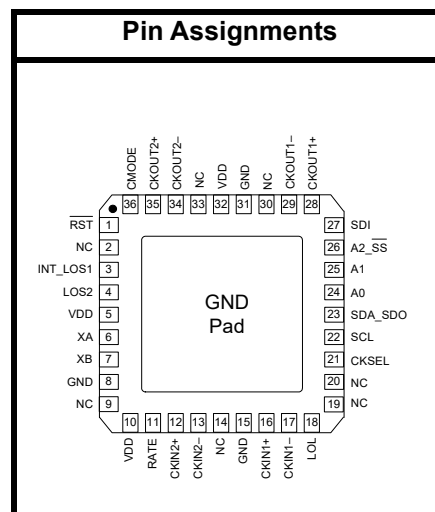 Pin Assignments
CMODE
CKOUT2+
CKOUT2–
NC
VDD
GND
NC
CKOUT1–
CKOUT1+
36 35 34 33 32 31 30 29 28
RST 1
NC 2
INT_LOS1 3
LOS2 4
VDD 5
XA 6
XB 7
GND 8
NC 9
GND
Pad
27 SDI
26 A2_SS
25 A1
24 A0
23 SDA_SDO
22 SCL
21 CKSEL
20 NC
19 NC
10 11 12 13 14 15 16 17 18
VDD
RATE
CKIN2+
CKIN2–
NC
GND
CKIN1+
CKIN1–
LOL